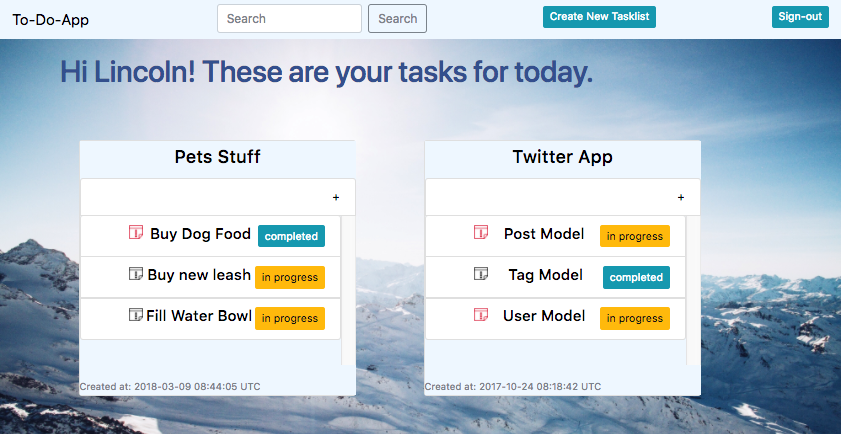 To-Do-App Search Search Create New Tasklist Sign-out
Hi Lincoln! These are your tasks for today.
Pets Stuff
+
Buy Dog Food completed
Buy new leash in progress
Fill Water Bowl in progress
Created at: 2018-03-09 08:44:05 UTC
Twitter App
+
Post Model in progress
Tag Model completed
User Model in progress
Created at: 2017-10-24 08:18:42 UTC